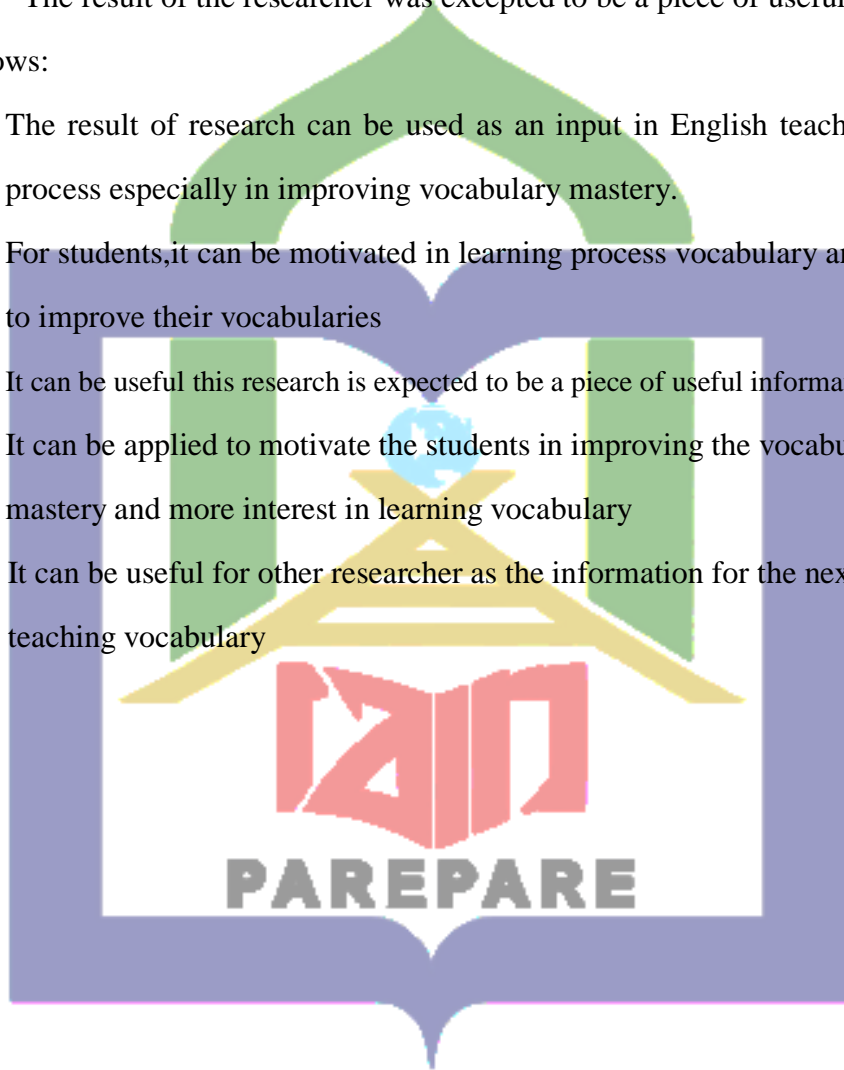 The result of the researcher was excepted to be a piece of useful
ows:
The result of research can be used as an input in English teach
process especially in improving vocabulary mastery.
For students,it can be motivated in learning process vocabulary a
to improve their vocabularies
It can be useful this research is expected to be a piece of useful informa
It can be applied to motivate the students in improving the vocabu
mastery and more interest in learning vocabulary
It can be useful for other researcher as the information for the nex
teaching vocabulary
iain
PAREPARE